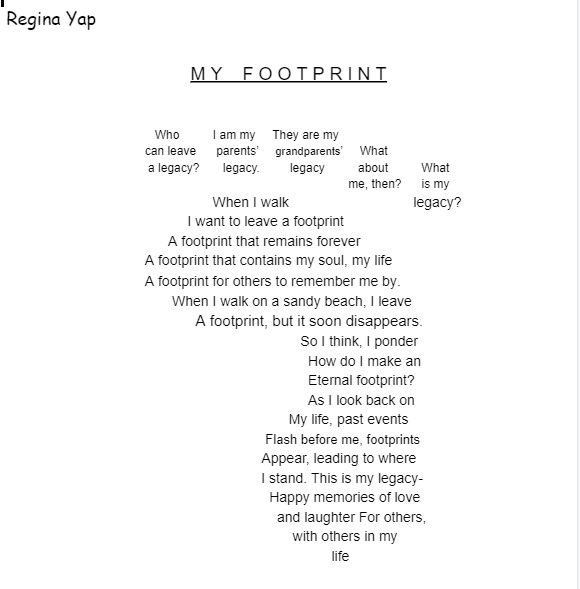 Regina Yap
MY FOOTPRINT
Who
can leave
a legacy?
I am my
parents'
legacy.
They are my
grandparents'
legacy
What
about
me, then?
What
is my
legacy?
When I walk
I want to leave a footprint
A footprint that remains forever
A footprint that contains my soul, my life
A footprint for others to remember me by.
When I walk on a sandy beach, I leave
A footprint, but it soon disappears.
So I think, I ponder
How do I make an
Eternal footprint?
As I look back on
My life, past events
Flash before me, footprints
Appear, leading to where
I stand. This is my legacy-
Happy memories of love
and laughter For others,
with others in my
life